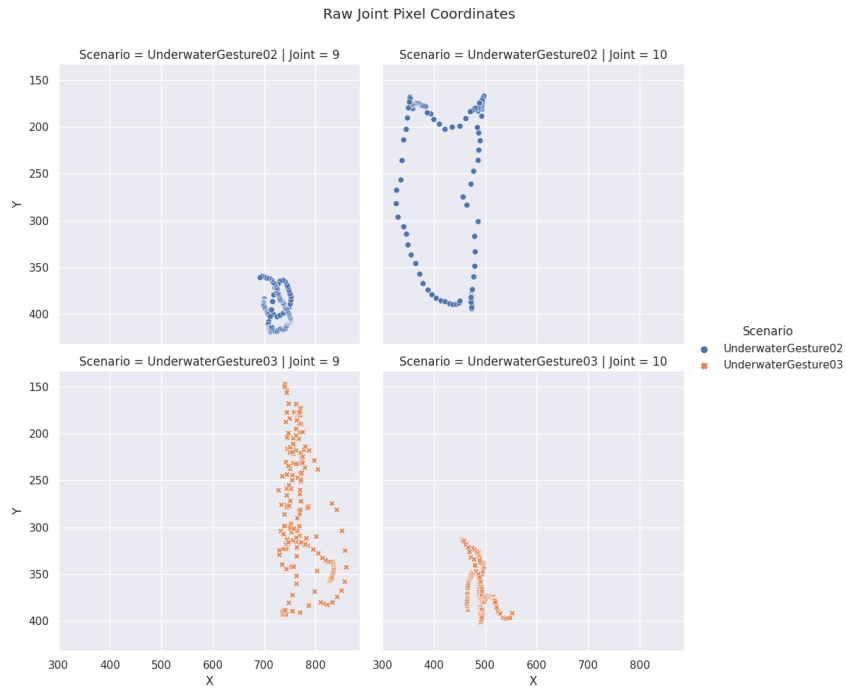 Raw Joint Pixel Coordinates
Scenario = UnderwaterGesture02 | Joint = 9
Scenario = UnderwaterGesture02 | Joint = 10
150
200
250
300
350
400
Y
Scenario = UnderwaterGesture03 | Joint = 9
Scenario = UnderwaterGesture03 | Joint = 10
150
200
250
300
350
400
Y
300 400 500 600 700 800
X
300 400 500 600 700 800
X
Scenario
UnderwaterGesture02
UnderwaterGesture03